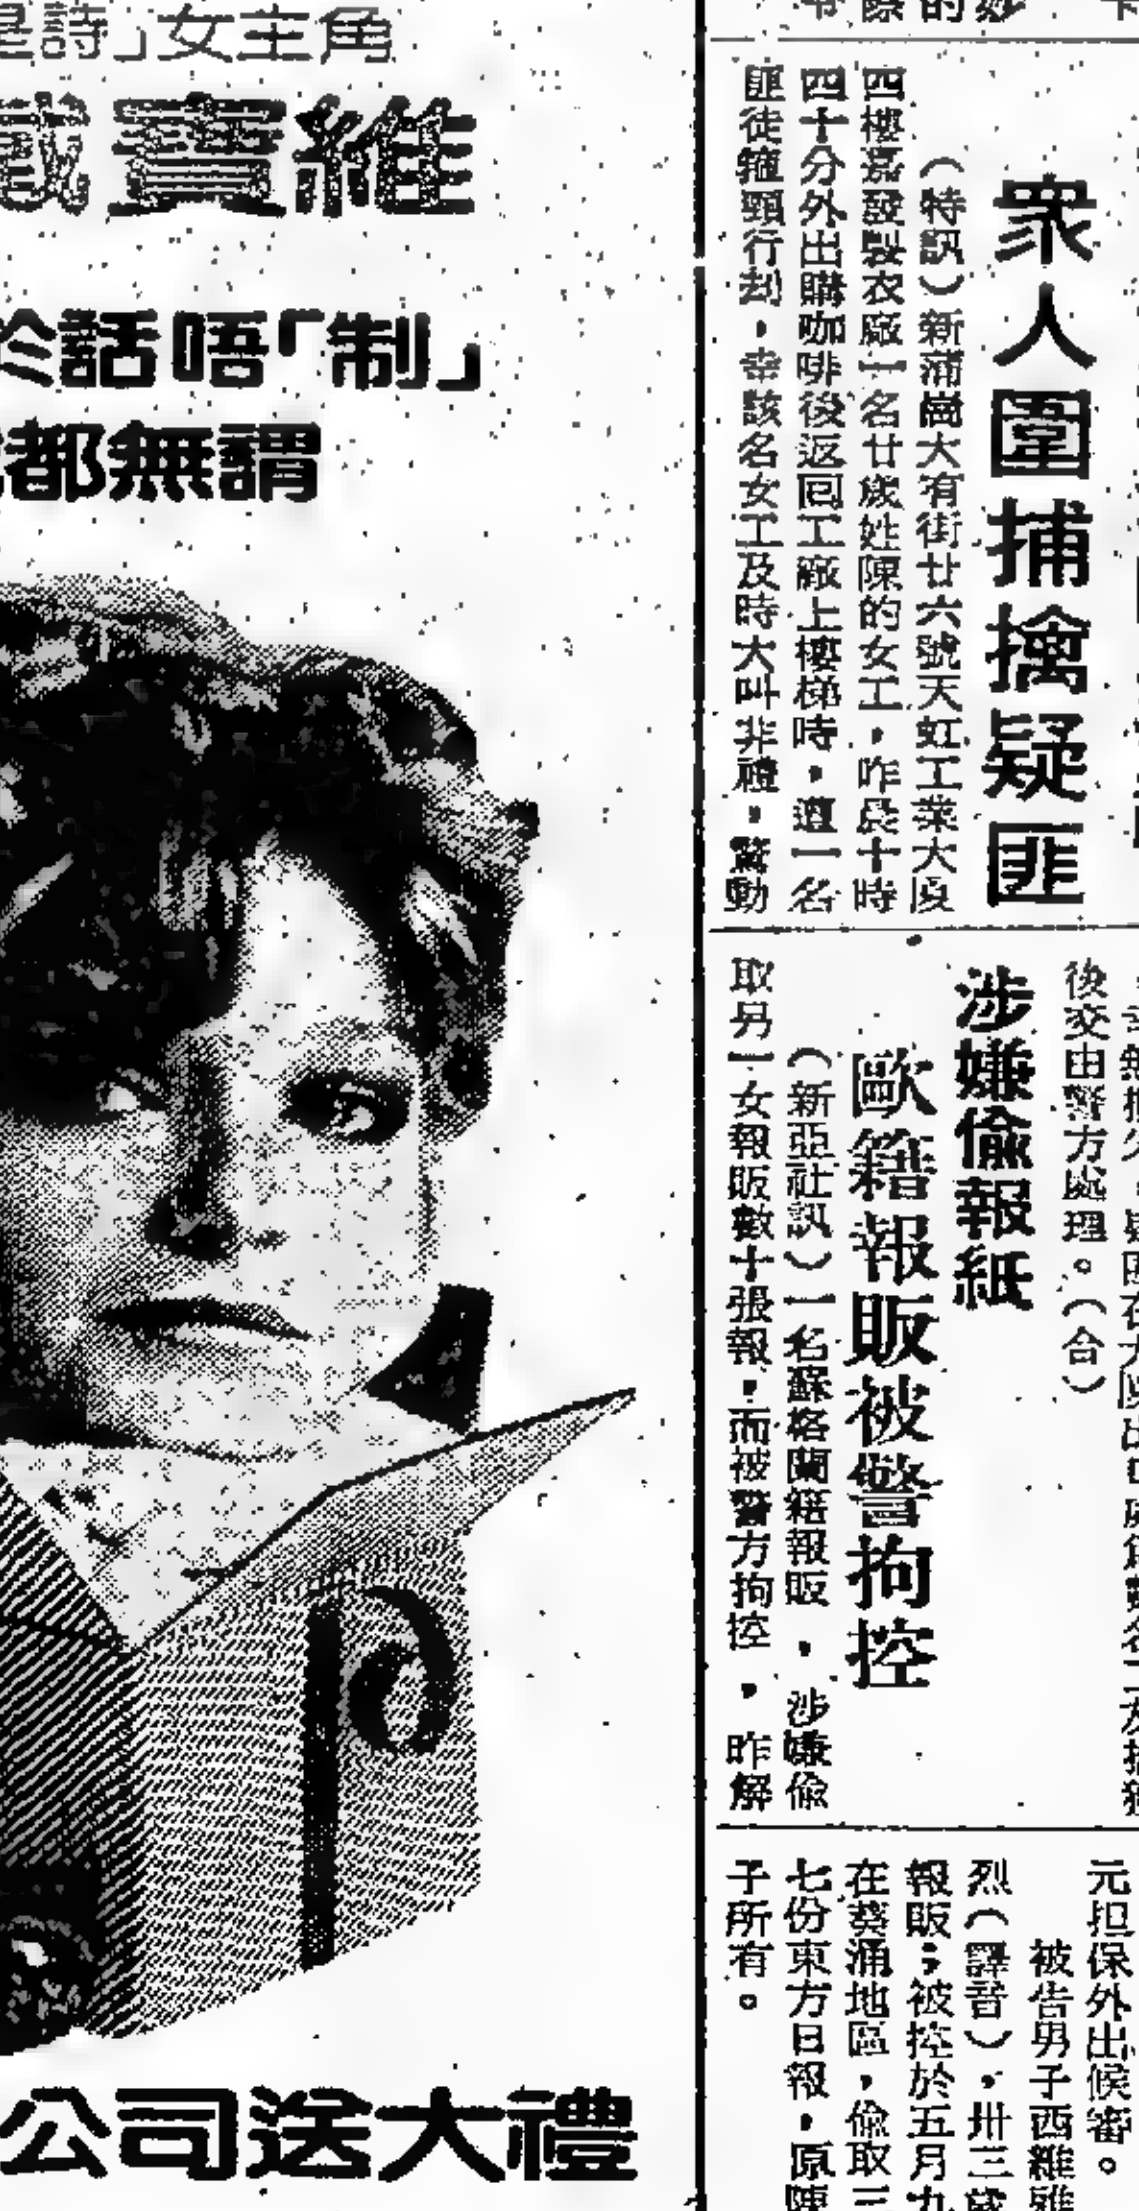 是詩」女主角
寶維
話唔「制」
都無謂
公司送大禮
衆人圍捕擒疑匪
（特訊）新蒲崗大有街廿六號天虹工業大廈
四樓嘉發製衣廠一名廿歲姓陳的女工，昨晨十時
四十分外出購咖啡後返回工廠上樓梯時，遭一名
匪徒箍頸行刦，幸該名女工及時大叫非禮，驚動
後交由警方處理。（合）
涉嫌偷報紙
歐籍報販被警拘控
（新亞社訊）一名蘇格蘭籍報販，涉嫌偷
取另一女報販數十張報，而被警方拘控，昨解
元担保外出候審。
被告男子西維雅
烈（譯音），卅三歲
報販；被控於五月九
在葵涌地區，偷取三
七份東方日報，原陳
子所有。